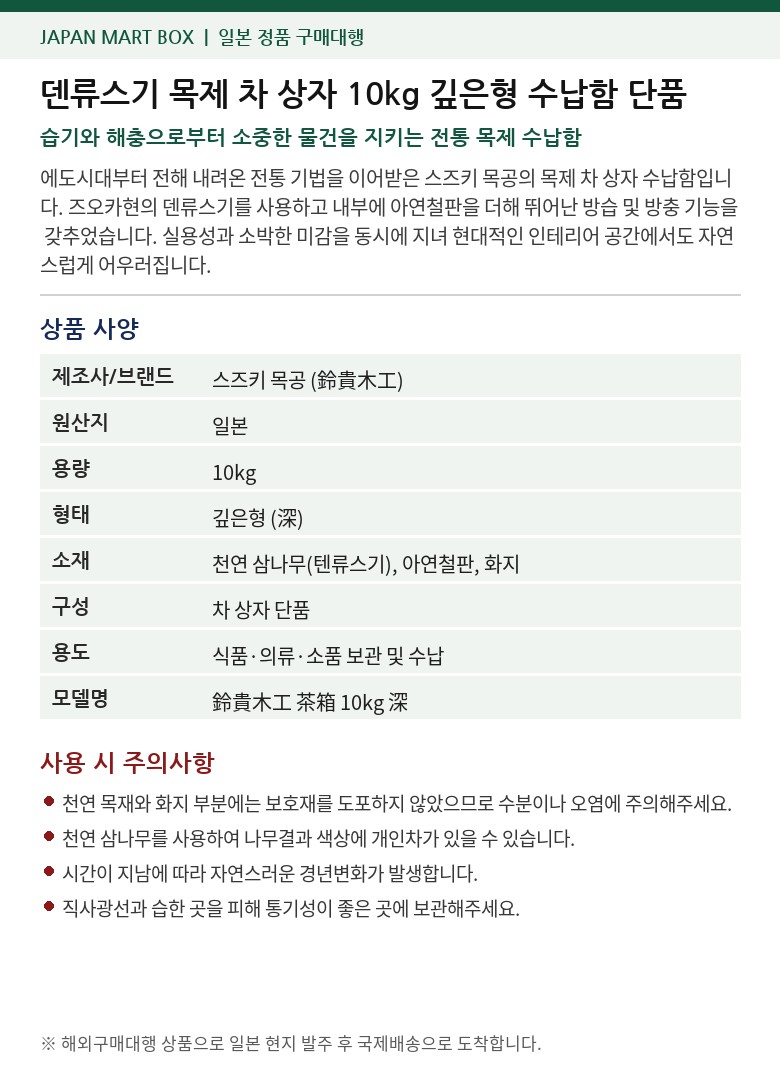 JAPAN MART BOX | 일본 정품 구매대행
덴류스기 목제 차 상자 10kg 깊은형 수납함 단품
습기와 해충으로부터 소중한 물건을 지키는 전통 목제 수납함
에도시대부터 전해 내려온 전통 기법을 이어받은 스즈키 목공의 목제 차 상자 수납함입니
다. 즈오카현의 덴류스기를 사용하고 내부에 아연철판을 더해 뛰어난 방습 및 방충 기능을
갖추었습니다. 실용성과 소박한 미감을 동시에 지녀 현대적인 인테리어 공간에서도 자연
스럽게 어우러집니다.
상품 사양
제조사/브랜드 스즈키 목공 (鈴貴木工)
원산지 일본
용량 10kg
형태 깊은형 (深)
소재 천연 삼나무(텐류스기), 아연철판, 화지
구성 차 상자 단품
용도 식품·의류·소품 보관 및 수납
모델명 鈴貴木工 茶箱 10kg 深
사용 시 주의사항
● 천연 목재와 화지 부분에는 보호재를 도포하지 않았으므로 수분이나 오염에 주의해주세요.
● 천연 삼나무를 사용하여 나무결과 색상에 개인차가 있을 수 있습니다.
● 시간이 지남에 따라 자연스러운 경년변화가 발생합니다.
● 직사광선과 습한 곳을 피해 통기성이 좋은 곳에 보관해주세요.
※ 해외구매대행 상품으로 일본 현지 발주 후 국제배송으로 도착합니다.